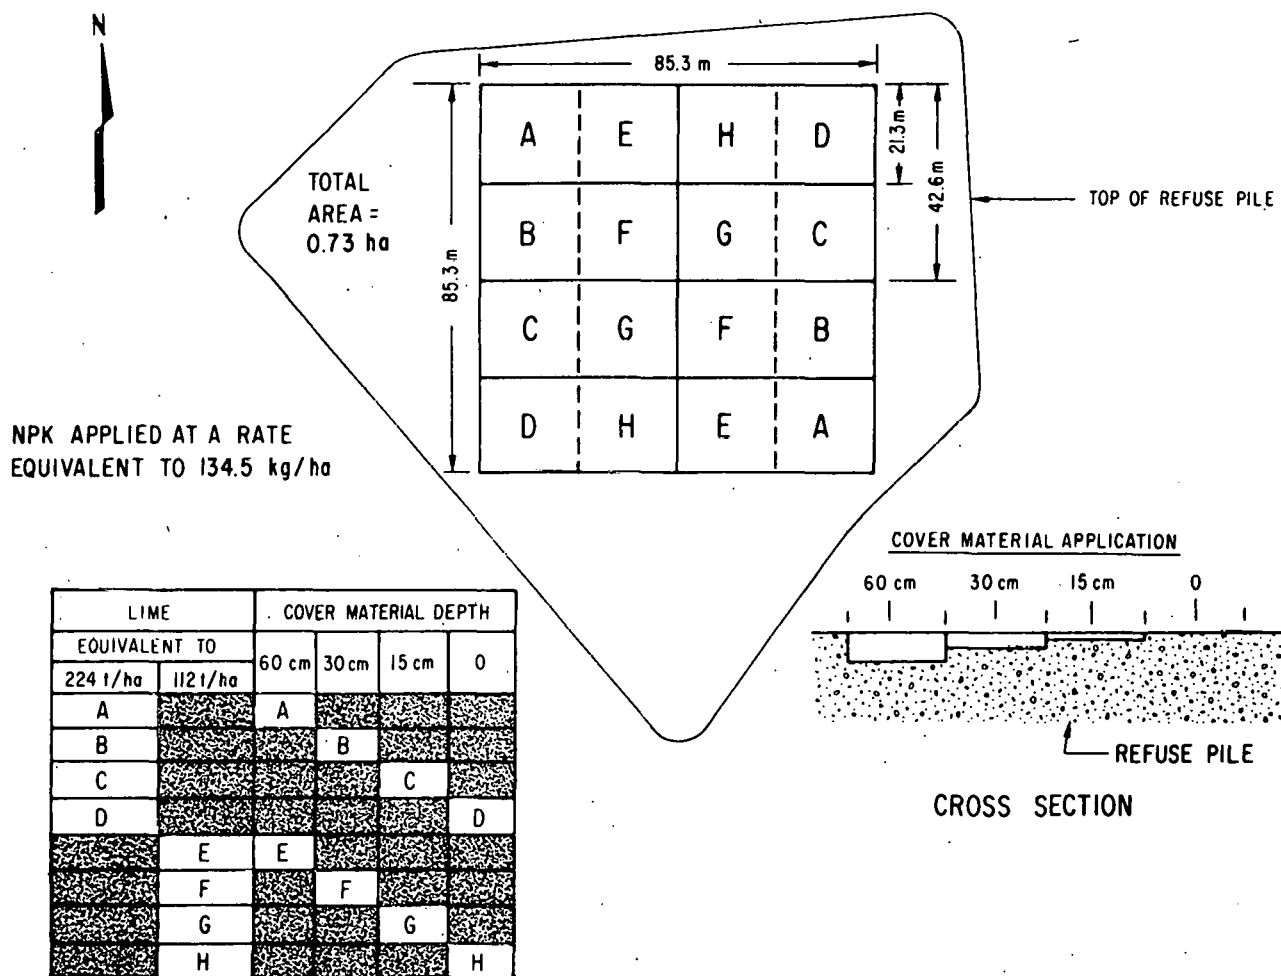 N
85.3 m
A E H D
21.3 m
42.6 m
TOTAL
AREA =
0.73 ha
TOP OF REFUSE PILE
B F G C
85.3 m
C G F B
D H E A
NPK APPLIED AT A RATE
EQUIVALENT TO 134.5 kg/ha
COVER MATERIAL APPLICATION
60 cm 30 cm 15 cm 0
REFUSE PILE
CROSS SECTION
LIME COVER MATERIAL DEPTH
EQUIVALENT TO
60 cm 30 cm 15 cm 0
224 t/ha 112 t/ha
A A
B B
C C
D D
E E
F F
G G
H H